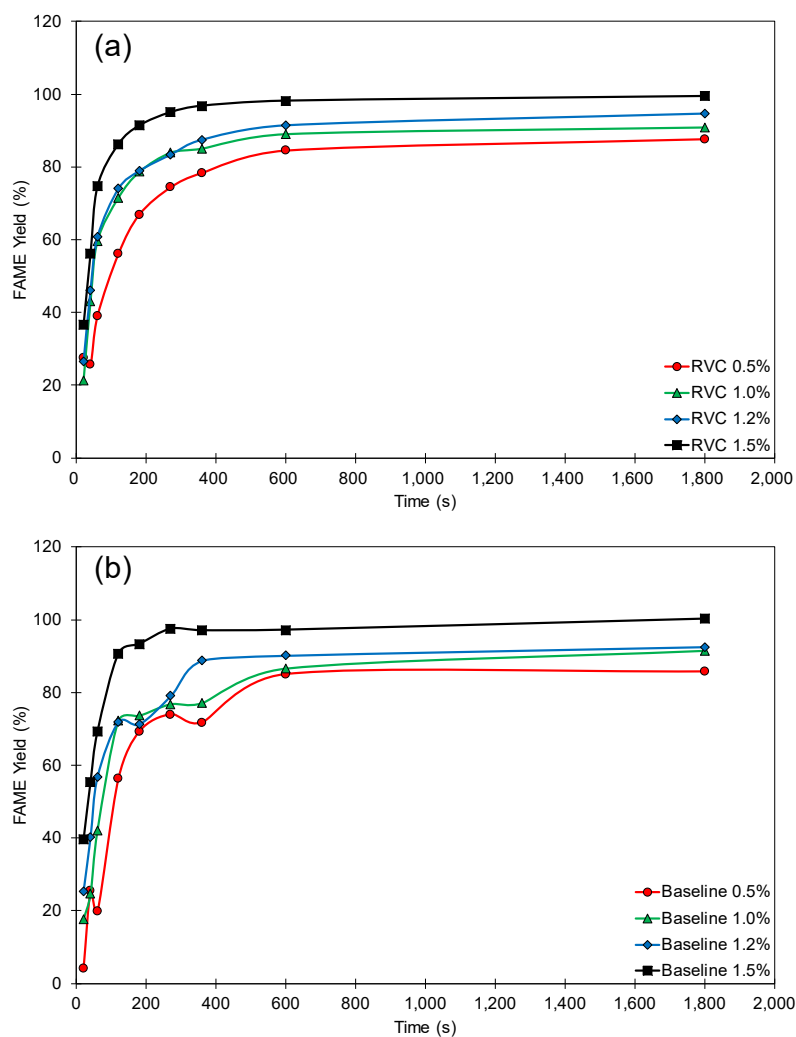 (a)
FAME Yield (%)
120
100
80
60
40
20
0
RVC 0.5%
RVC 1.0%
RVC 1.2%
RVC 1.5%
0 200 400 600 800 1,000 1,200 1,400 1,600 1,800 2,000
Time (s)
(b)
FAME Yield (%)
120
100
80
60
40
20
0
Baseline 0.5%
Baseline 1.0%
Baseline 1.2%
Baseline 1.5%
0 200 400 600 800 1,000 1,200 1,400 1,600 1,800 2,000
Time (s)